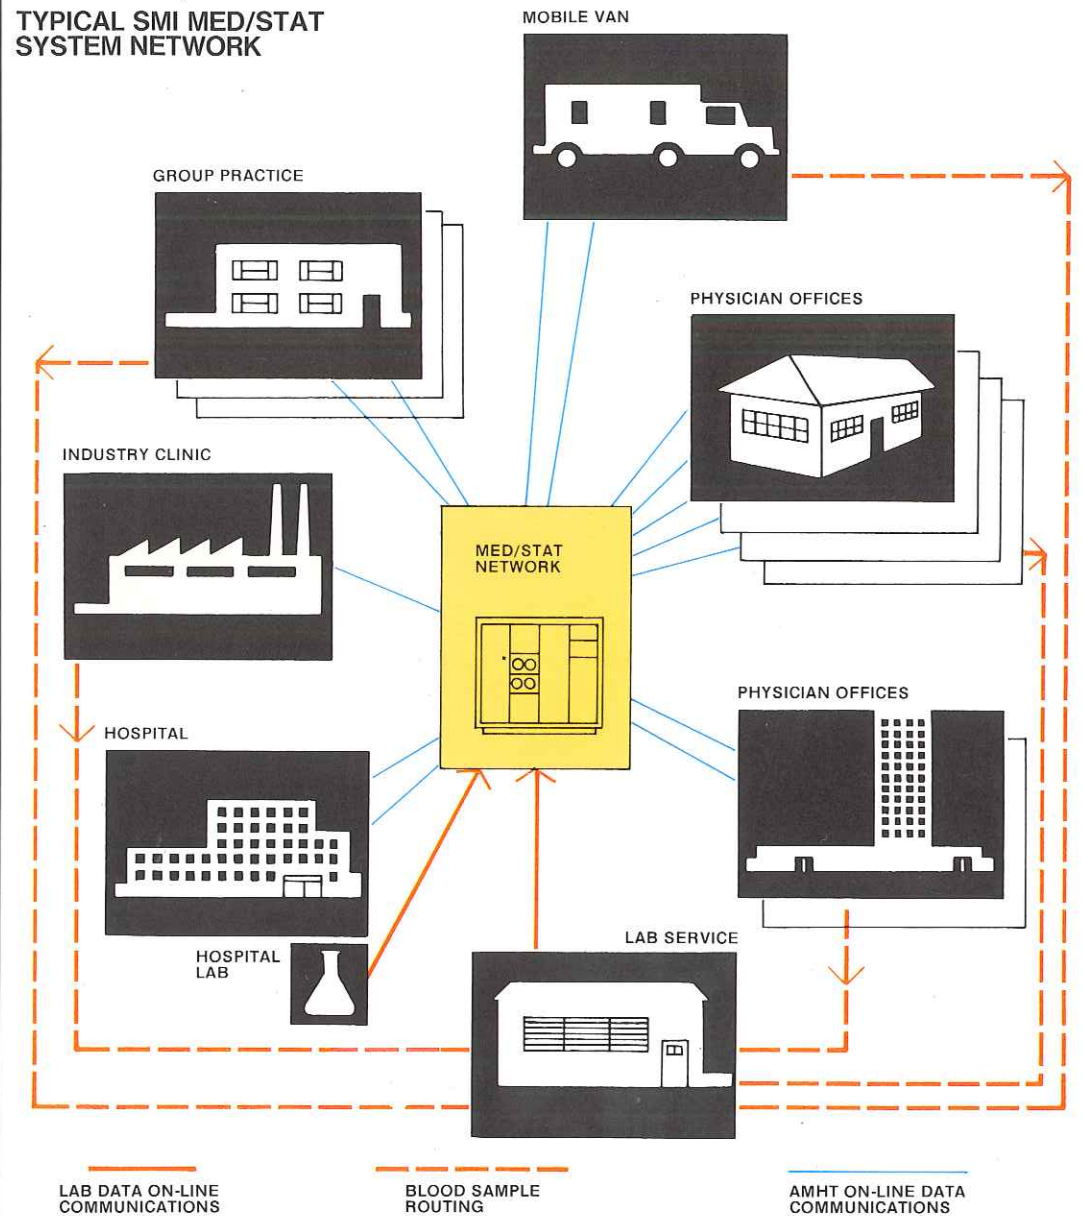 TYPICAL SMI MED/STAT
SYSTEM NETWORK
MOBILE VAN
GROUP PRACTICE
PHYSICIAN OFFICES
INDUSTRY CLINIC
MED/STAT
NETWORK
PHYSICIAN OFFICES
HOSPITAL
HOSPITAL
LAB
LAB SERVICE
LAB DATA ON-LINE
COMMUNICATIONS
BLOOD SAMPLE
ROUTING
AMHT ON-LINE DATA
COMMUNICATIONS